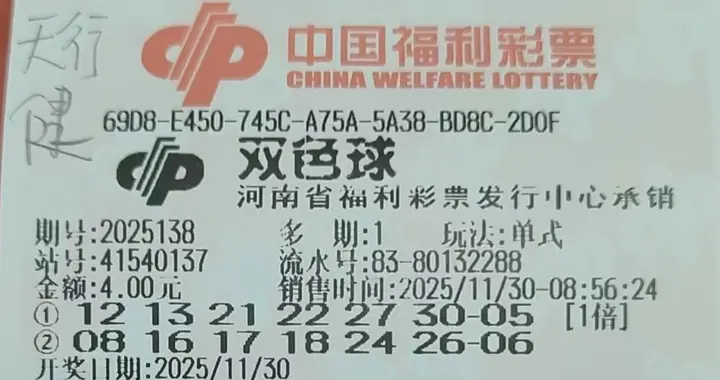 天行健
中国福利彩票
CHINA WELFARE LOTTERY
69D8-E450-745C-A75A-5A38-BD8C-2D0F
双色球
河南省福利彩票发行中心承销
期号:2025138 多 期:1 玩法:单式
站号:41540137 流水号:83-80132288
金额:4.00元 销售时间:2025/11/30-08:56:24
① 12 13 21 22 27 30-05 [1倍]
② 08 16 17 18 24 26-06
开奖日期:2025/11/30